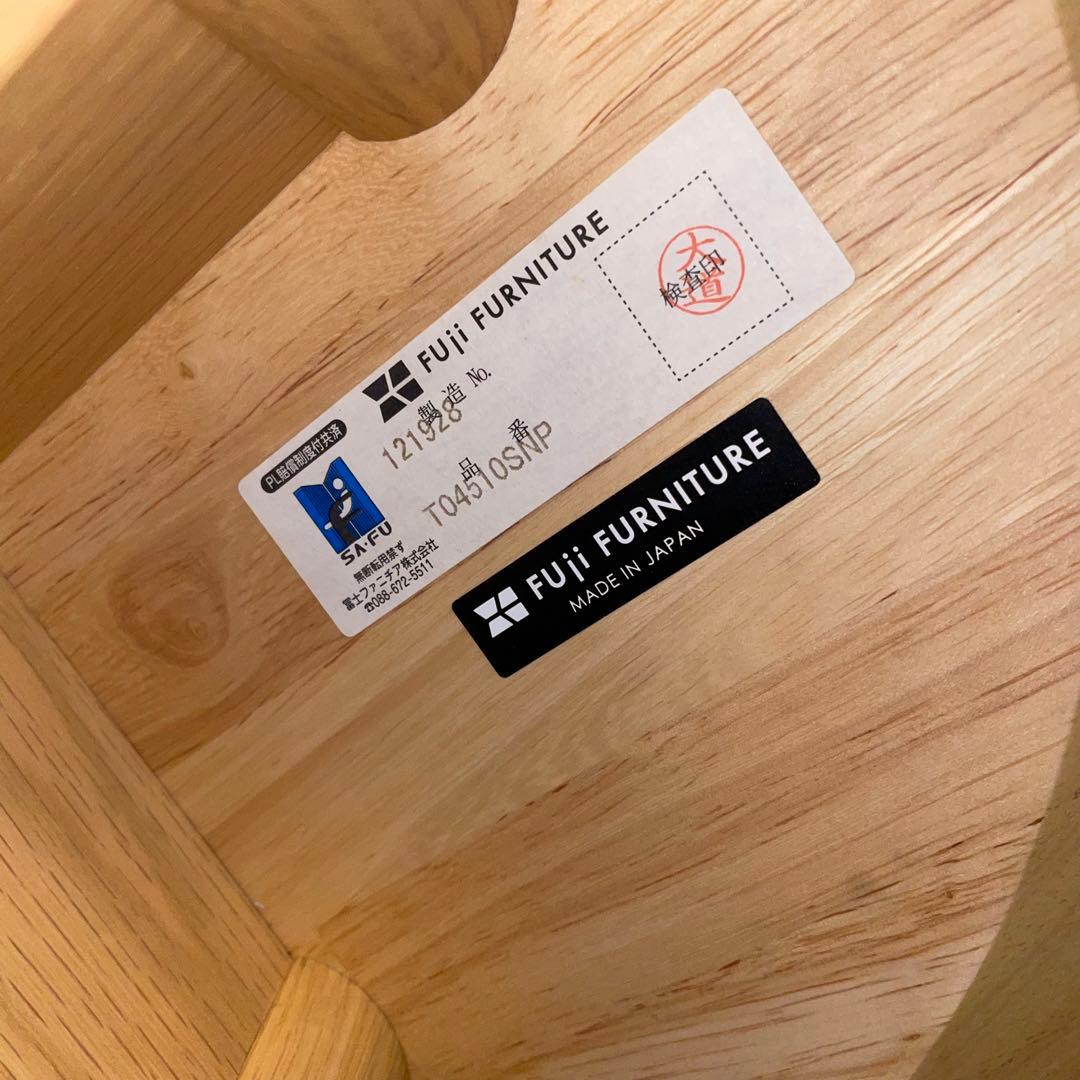 FUji FURNITURE
製造 No.
121928
品番
T04510SNP
検査印
大道
PL賠償制度付共済
SA·FU
無断転用禁ず
冨士ファニチア株式会社
☎088-672-5511
FUji FURNITURE
MADE IN JAPAN